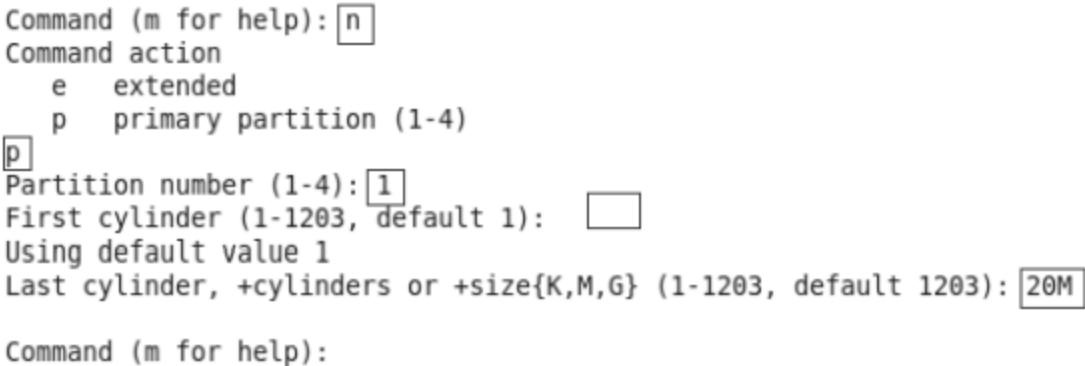 Command (m for help): n
Command action
   e   extended
   p   primary partition (1-4)
p
Partition number (1-4): 1
First cylinder (1-1203, default 1):
Using default value 1
Last cylinder, +cylinders or +size{K,M,G} (1-1203, default 1203): 20M
Command (m for help):